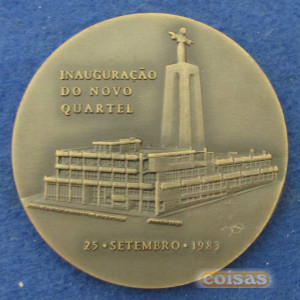 INAUGURAÇÃO
DO NOVO
QUARTEL
25 • SETEMBRO • 1983
coisas